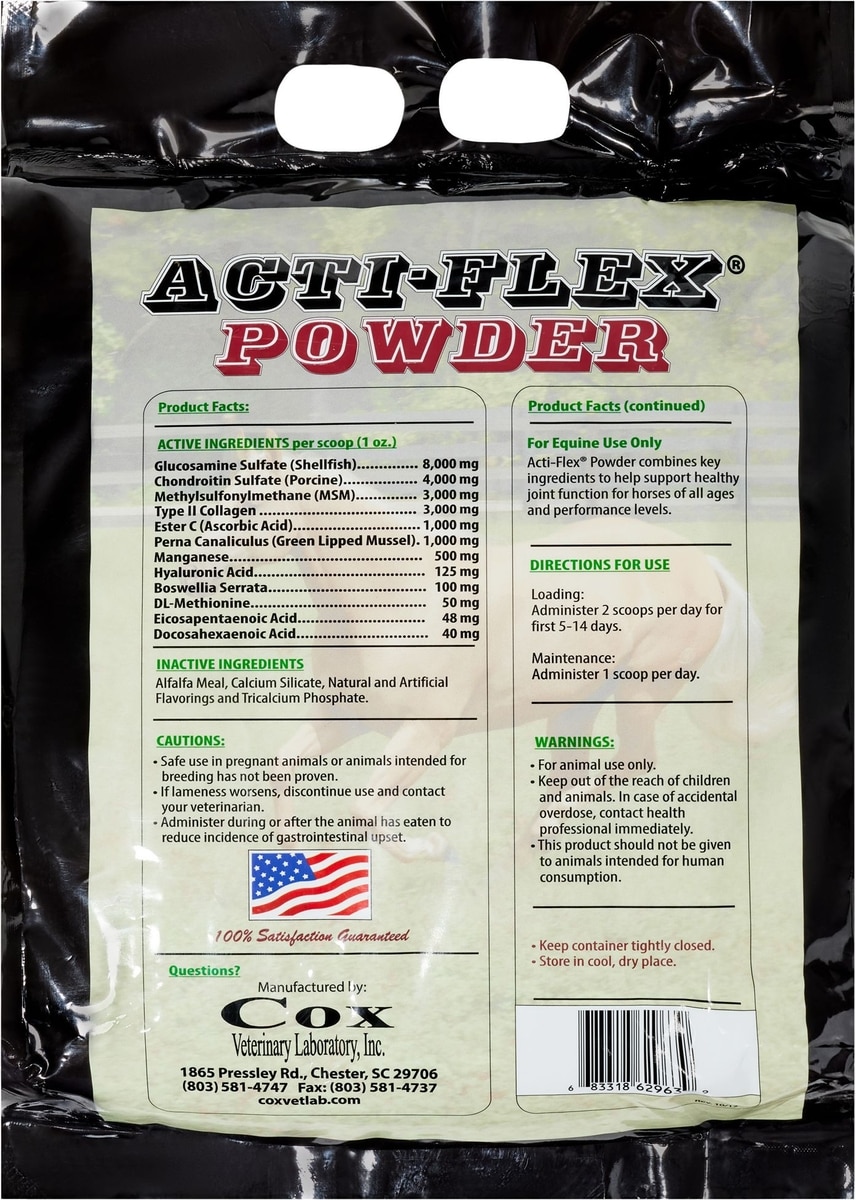 ACTI-FLEX®
POWDER
Product Facts:
ACTIVE INGREDIENTS per scoop (1 oz.)
Glucosamine Sulfate (Shellfish).............. 8,000 mg
Chondroitin Sulfate (Porcine)................. 4,000 mg
Methylsulfonylmethane (MSM).............. 3,000 mg
Type II Collagen ..................................... 3,000 mg
Ester C (Ascorbic Acid)............................. 1,000 mg
Perna Canaliculus (Green Lipped Mussel). 1,000 mg
Manganese............................................. 500 mg
Hyaluronic Acid....................................... 125 mg
Boswellia Serrata.................................... 100 mg
DL-Methionine........................................ 50 mg
Eicosapentaenoic Acid............................. 48 mg
Docosahexaenoic Acid............................. 40 mg
INACTIVE INGREDIENTS
Alfalfa Meal, Calcium Silicate, Natural and Artificial
Flavorings and Tricalcium Phosphate.
CAUTIONS:
• Safe use in pregnant animals or animals intended for
breeding has not been proven.
• If lameness worsens, discontinue use and contact
your veterinarian.
• Administer during or after the animal has eaten to
reduce incidence of gastrointestinal upset.
100% Satisfaction Guaranteed
Questions?
Manufactured by:
Cox
Veterinary Laboratory, Inc.
1865 Pressley Rd., Chester, SC 29706
(803) 581-4747 Fax: (803) 581-4737
coxvetlab.com
Product Facts (continued)
For Equine Use Only
Acti-Flex® Powder combines key
ingredients to help support healthy
joint function for horses of all ages
and performance levels.
DIRECTIONS FOR USE
Loading:
Administer 2 scoops per day for
first 5-14 days.
Maintenance:
Administer 1 scoop per day.
WARNINGS:
• For animal use only.
• Keep out of the reach of children
and animals. In case of accidental
overdose, contact health
professional immediately.
• This product should not be given
to animals intended for human
consumption.
• Keep container tightly closed.
• Store in cool, dry place.
6 83318 62963 9